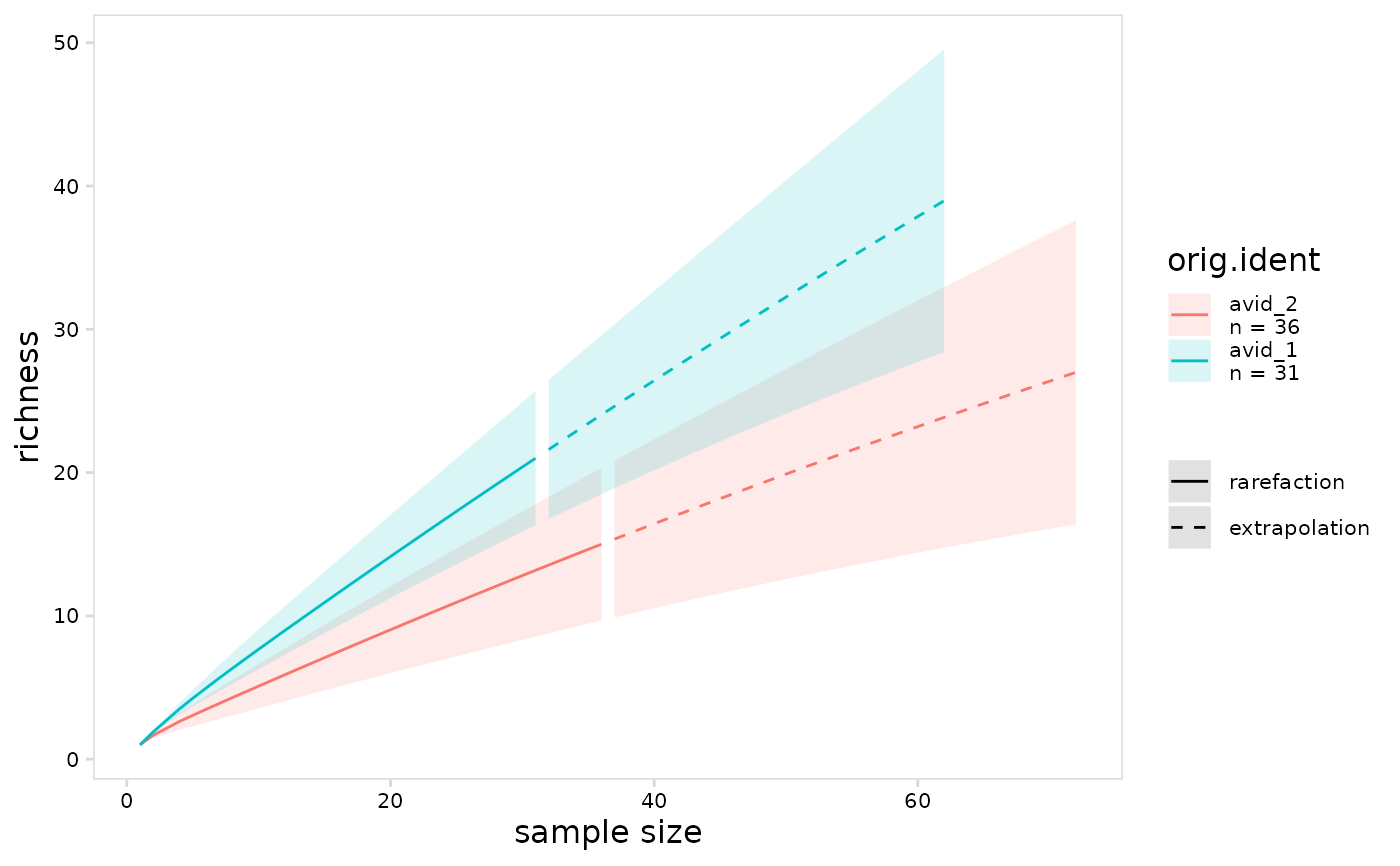 50
40
30
20
10
0
richness
0 20 40 60
sample size
orig.ident
avid_2
n = 36
avid_1
n = 31
rarefaction
extrapolation